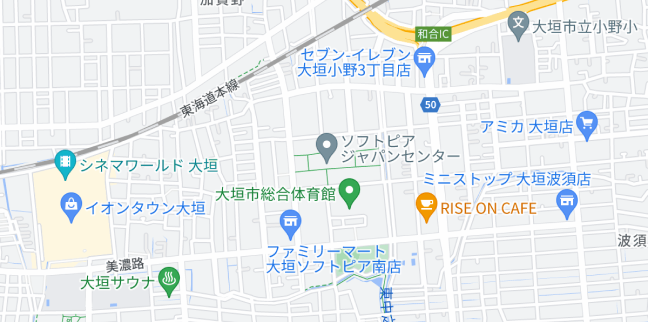 加賀野
和合IC
大垣市立小野小
セブン-イレブン
大垣小野3丁目店
東海道本線
50
アミカ 大垣店
ソフトピア
ジャパンセンター
シネマワールド 大垣
ミニストップ 大垣波須店
大垣市総合体育館
イオンタウン大垣
RISE ON CAFE
波須
ファミリーマート
大垣ソフトピア南店
美濃路
大垣サウナ
東中